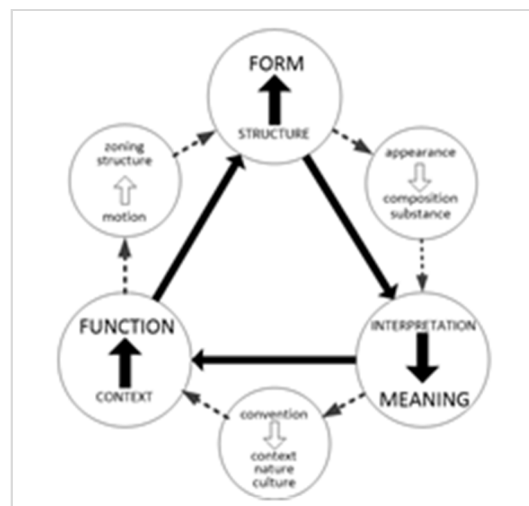 FORM
STRUCTURE
zoning
structure
motion
appearance
composition
substance
FUNCTION
CONTEXT
INTERPRETATION
MEANING
convention
context
nature
culture